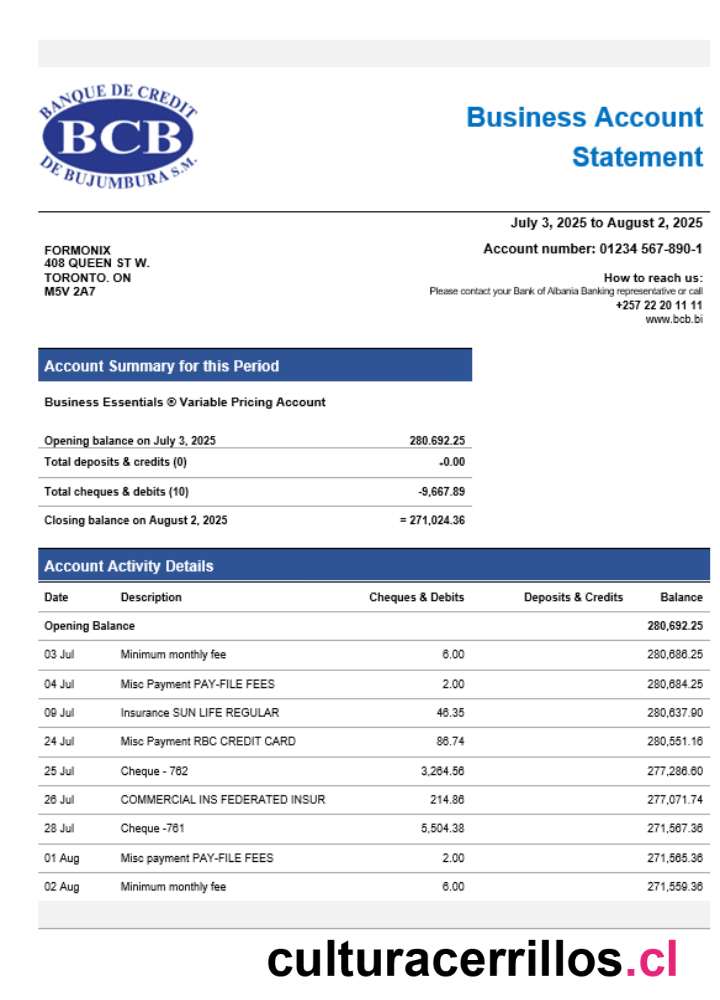 BANQUE DE CREDIT
BCB
DE BUJUMBURA S.M.
Business Account
Statement
July 3, 2025 to August 2, 2025
Account number: 01234 567-890-1
FORMONIX
408 QUEEN ST W.
TORONTO. ON
M5V 2A7
How to reach us:
Please contact your Bank of Albania Banking representative or call
+257 22 20 11 11
www.bcb.bi
Account Summary for this Period
Business Essentials ® Variable Pricing Account
Opening balance on July 3, 2025 280.692.25
Total deposits & credits (0) -0.00
Total cheques & debits (10) -9,667.89
Closing balance on August 2, 2025 = 271,024.36
Account Activity Details
Date Description Cheques & Debits Deposits & Credits Balance
Opening Balance 280,692.25
03 Jul Minimum monthly fee 6.00 280,686.25
04 Jul Misc Payment PAY-FILE FEES 2.00 280,684.25
09 Jul Insurance SUN LIFE REGULAR 46.35 280,637.90
24 Jul Misc Payment RBC CREDIT CARD 86.74 280,551.16
25 Jul Cheque - 762 3,264.56 277,286.60
26 Jul COMMERCIAL INS FEDERATED INSUR 214.86 277,071.74
28 Jul Cheque -761 5,504.38 271,567.36
01 Aug Misc payment PAY-FILE FEES 2.00 271,565.36
02 Aug Minimum monthly fee 6.00 271,559.36
culturacerrillos.cl